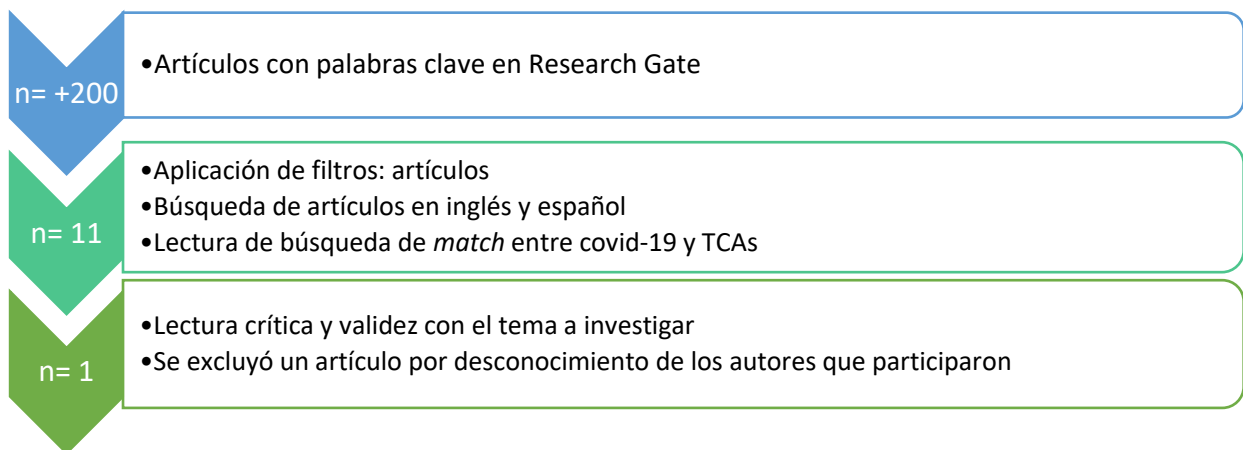 n= +200
•Artículos con palabras clave en Research Gate
n= 11
•Aplicación de filtros: artículos
•Búsqueda de artículos en inglés y español
•Lectura de búsqueda de match entre covid-19 y TCAs
n= 1
•Lectura crítica y validez con el tema a investigar
•Se excluyó un artículo por desconocimiento de los autores que participaron